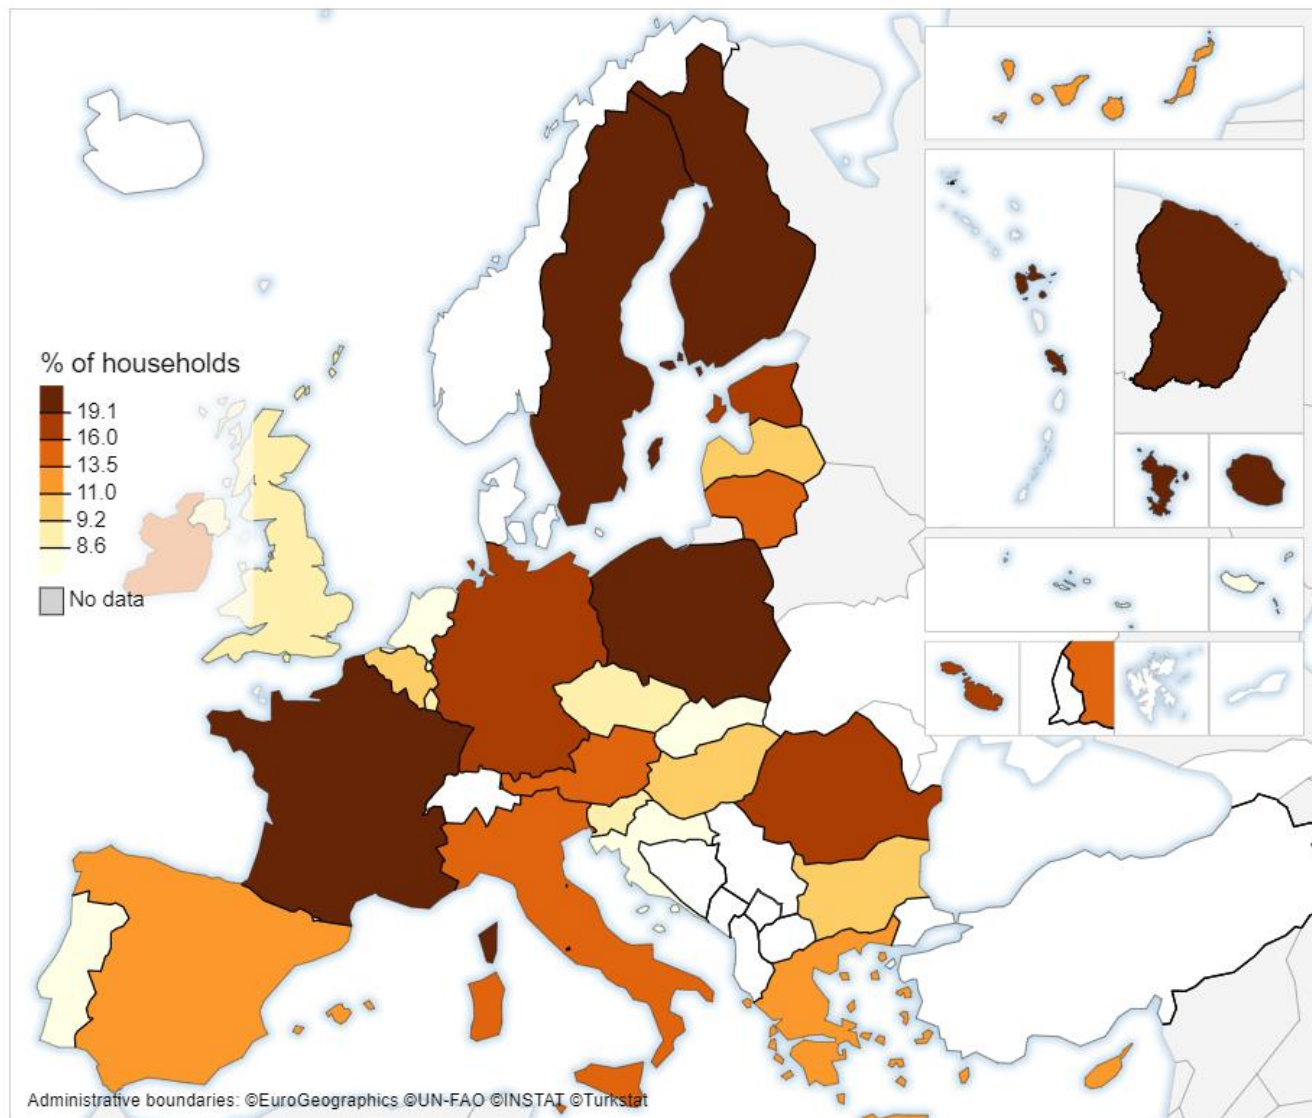 % of households
19.1
16.0
13.5
11.0
9.2
8.6
No data
Administrative boundaries: ©EuroGeographics ©UN-FAO ©INSTAT ©Turkstat